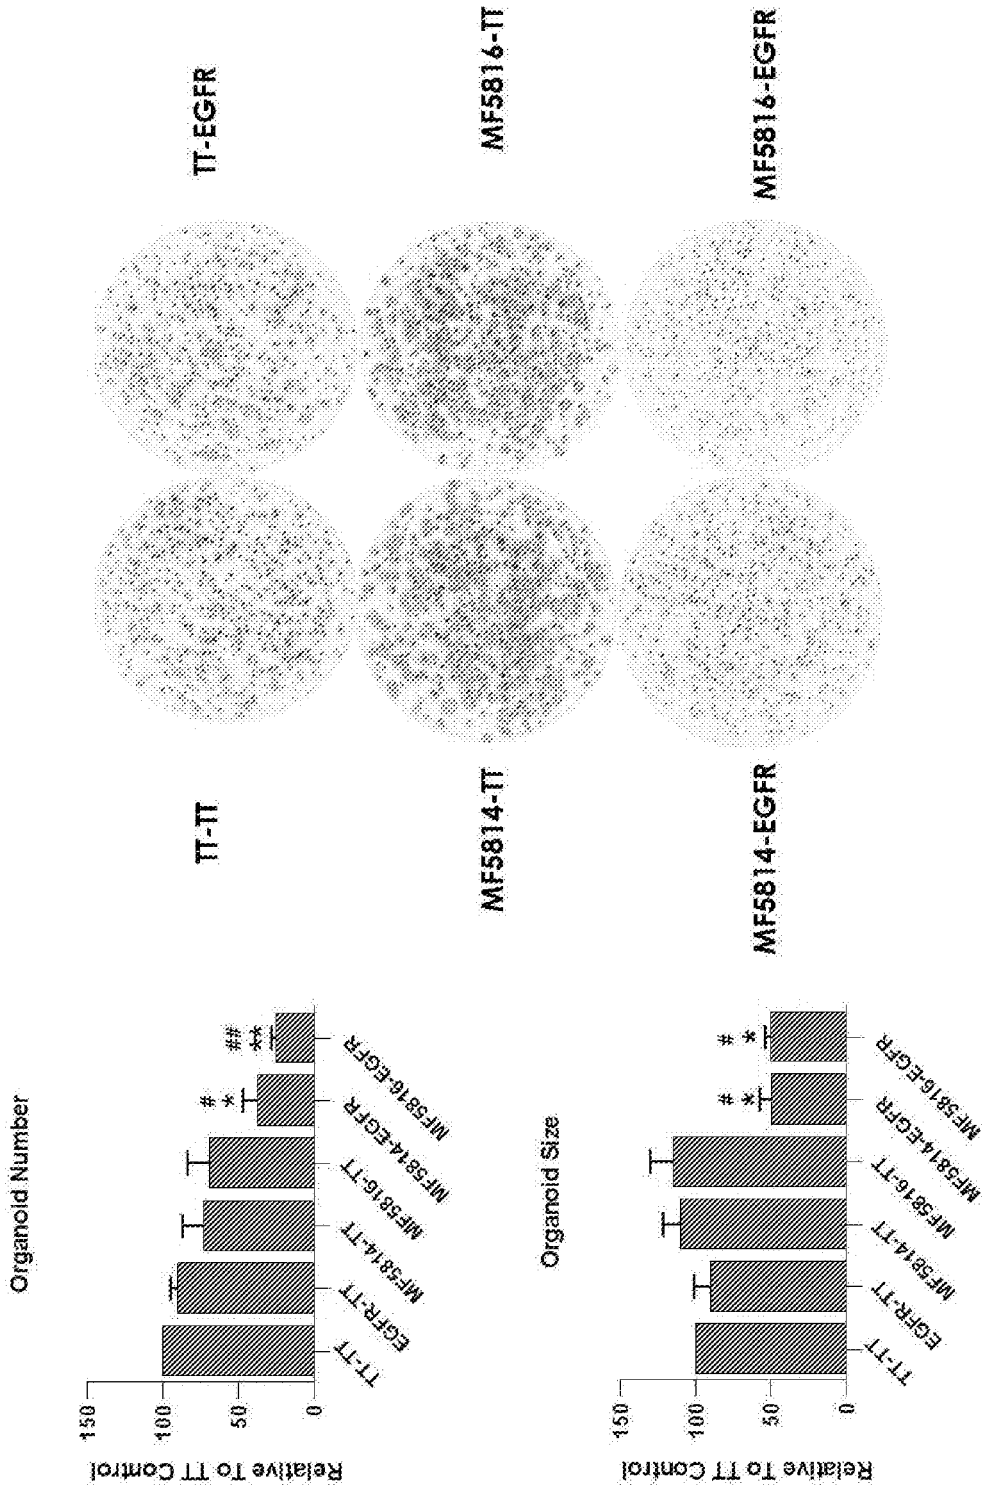 Organoid Number
Relative To TT Control
150
100
50
0
TT-TT
EGFR-TT
MF5814-TT
MF5816-TT
MF5814-EGFR
MF5816-EGFR
#
*
##
**
Organoid Size
Relative To TT Control
150
100
50
0
TT-TT
EGFR-TT
MF5814-TT
MF5816-TT
MF5814-EGFR
MF5816-EGFR
#
*
#
*
TT-TT
TT-EGFR
MF5814-TT
MF5816-TT
MF5814-EGFR
MF5816-EGFR